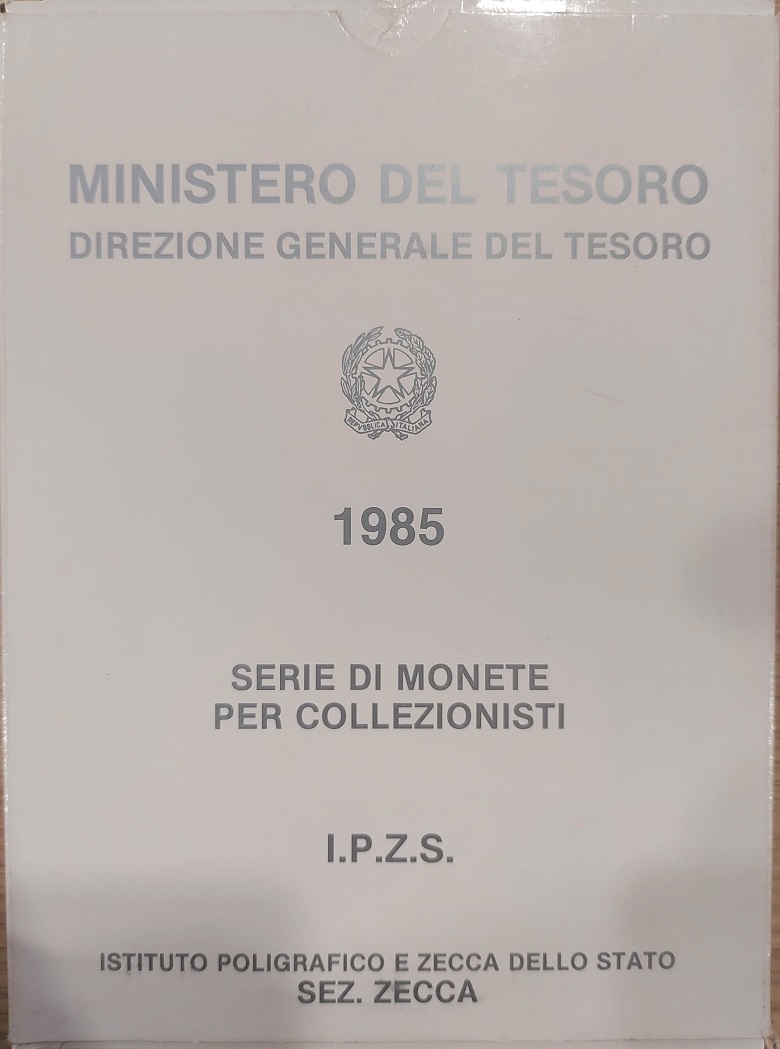 MINISTERO DEL TESORO
DIREZIONE GENERALE DEL TESORO
REPVBBLICA ITALIANA
1985
SERIE DI MONETE
PER COLLEZIONISTI
I.P.Z.S.
ISTITUTO POLIGRAFICO E ZECCA DELLO STATO
SEZ. ZECCA